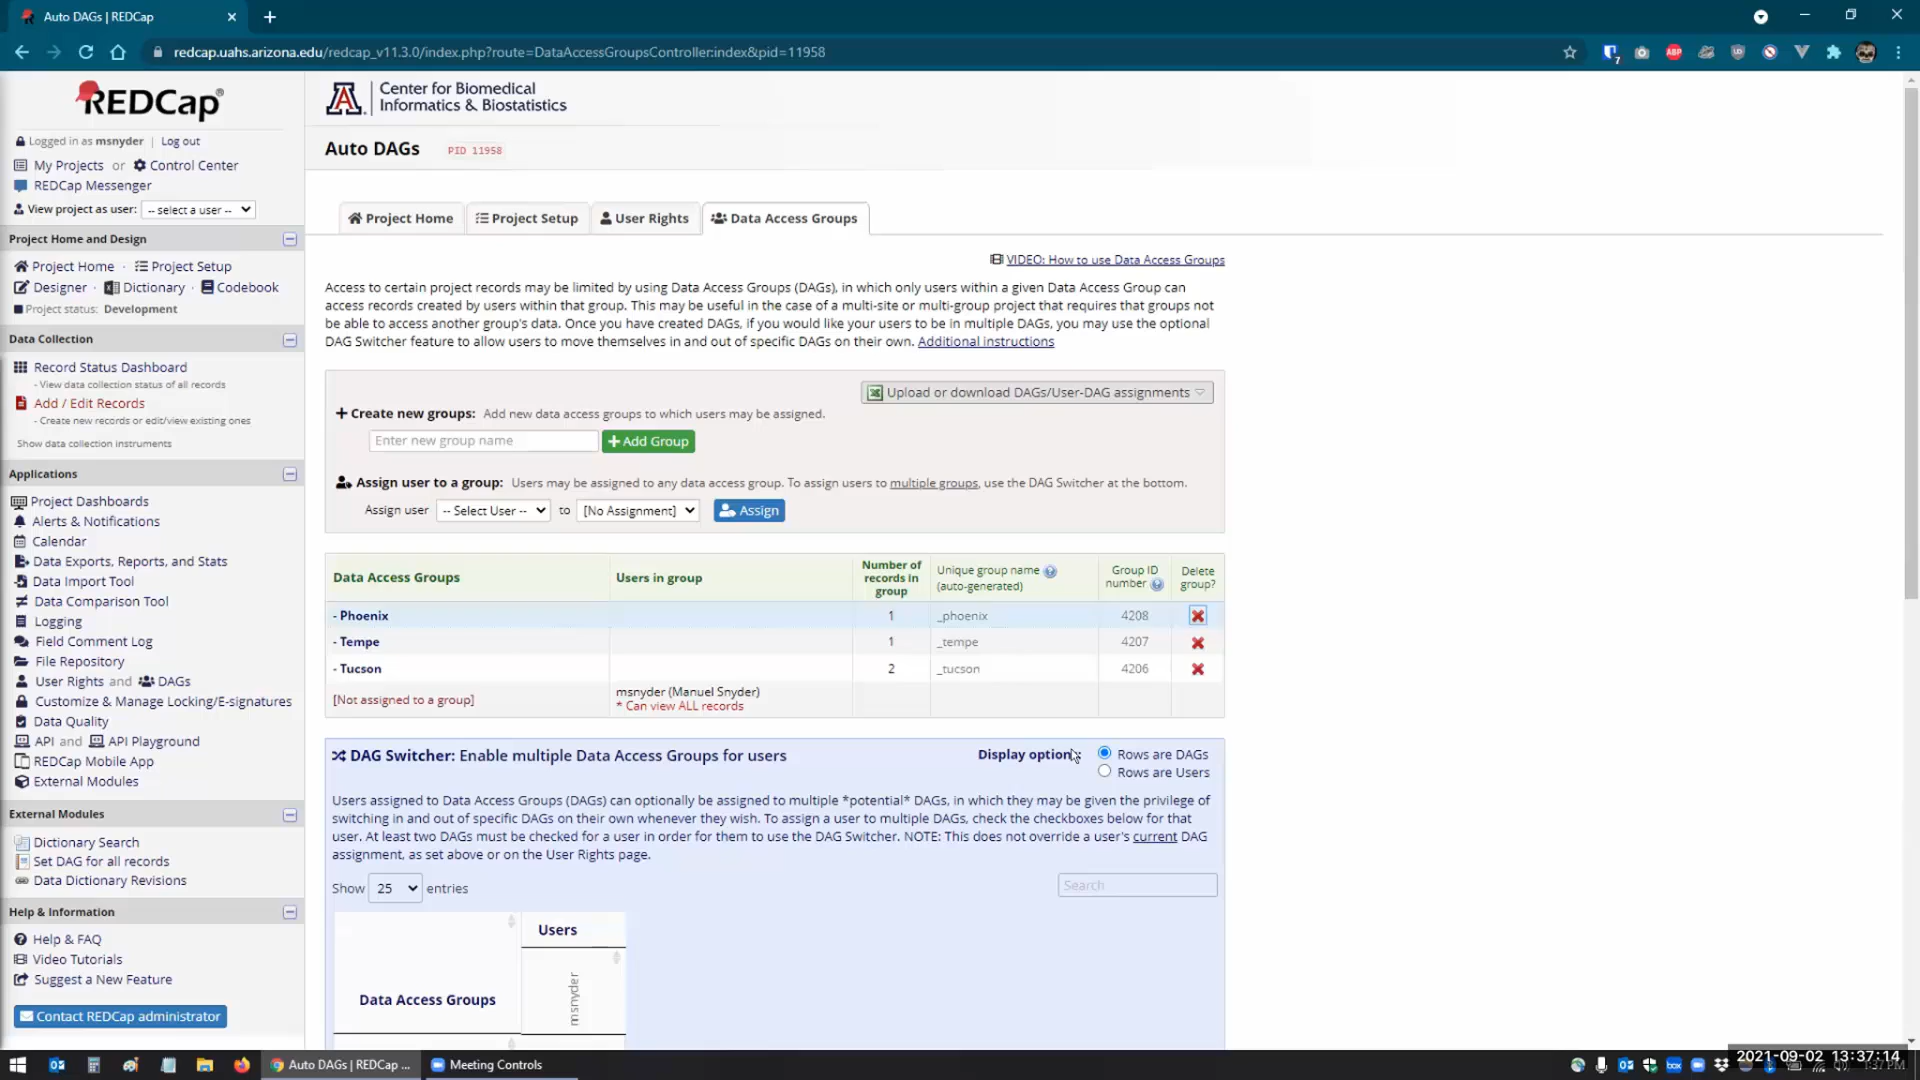 Auto DAGs | REDCap
redcap.uahs.arizona.edu/redcap_v11.3.0/index.php?route=DataAccessGroupsController:index&pid=11958
REDCap
Logged in as msnyder | Log out
My Projects or Control Center
REDCap Messenger
View project as user: -- select a user --
Project Home and Design
Project Home · Project Setup
Designer · Dictionary · Codebook
Project status: Development
Data Collection
Record Status Dashboard
- View data collection status of all records
Add / Edit Records
- Create new records or edit/view existing ones
Show data collection instruments
Applications
Project Dashboards
Alerts & Notifications
Calendar
Data Exports, Reports, and Stats
Data Import Tool
Data Comparison Tool
Logging
Field Comment Log
File Repository
User Rights and DAGs
Customize & Manage Locking/E-signatures
Data Quality
API and API Playground
REDCap Mobile App
External Modules
External Modules
Dictionary Search
Set DAG for all records
Data Dictionary Revisions
Help & Information
Help & FAQ
Video Tutorials
Suggest a New Feature
Contact REDCap administrator
Center for Biomedical
Informatics & Biostatistics
Auto DAGs PID 11958
Project Home Project Setup User Rights Data Access Groups
VIDEO: How to use Data Access Groups
Access to certain project records may be limited by using Data Access Groups (DAGs), in which only users within a given Data Access Group can
access records created by users within that group. This may be useful in the case of a multi-site or multi-group project that requires that groups not
be able to access another group's data. Once you have created DAGs, if you would like your users to be in multiple DAGs, you may use the optional
DAG Switcher feature to allow users to move themselves in and out of specific DAGs on their own. Additional instructions
Upload or download DAGs/User-DAG assignments
Create new groups: Add new data access groups to which users may be assigned.
Enter new group name + Add Group
Assign user to a group: Users may be assigned to any data access group. To assign users to multiple groups, use the DAG Switcher at the bottom.
Assign user -- Select User -- to [No Assignment] Assign
Data Access Groups Users in group Number of records in group Unique group name (auto-generated) Group ID number Delete group?
- Phoenix 1 _phoenix 4208
- Tempe 1 _tempe 4207
- Tucson 2 _tucson 4206
[Not assigned to a group] msnyder (Manuel Snyder)
* Can view ALL records
DAG Switcher: Enable multiple Data Access Groups for users
Display option: Rows are DAGs
Rows are Users
Users assigned to Data Access Groups (DAGs) can optionally be assigned to multiple *potential* DAGs, in which they may be given the privilege of
switching in and out of specific DAGs on their own whenever they wish. To assign a user to multiple DAGs, check the checkboxes below for that
user. At least two DAGs must be checked for a user in order for them to use the DAG Switcher. NOTE: This does not override a user's current DAG
assignment, as set above or on the User Rights page.
Show 25 entries
Search
Users
Data Access Groups
msnyder
Auto DAGs | REDCap ...
Meeting Controls
2021-09-02 13:37:14